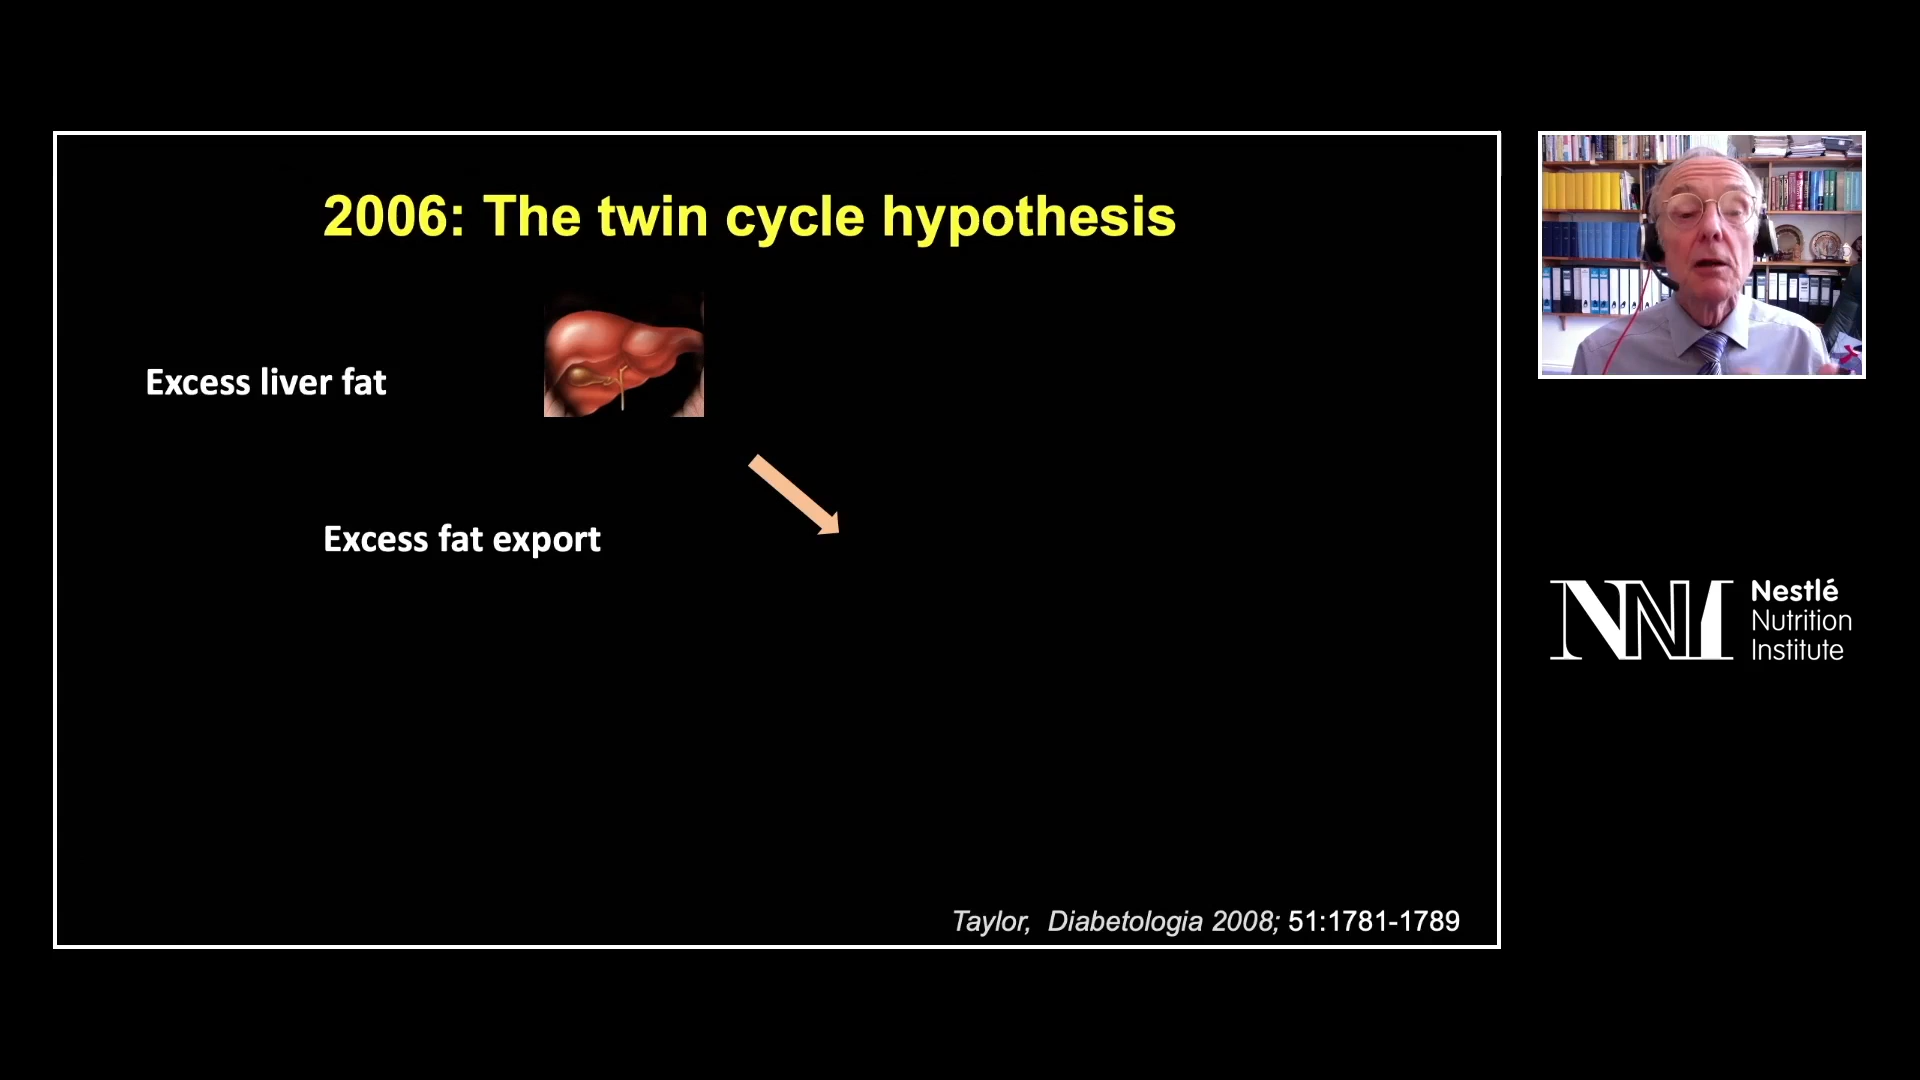 2006: The twin cycle hypothesis
Excess liver fat
Excess fat export
Taylor, Diabetologia 2008; 51:1781-1789
NNI
Nestlé
Nutrition
Institute